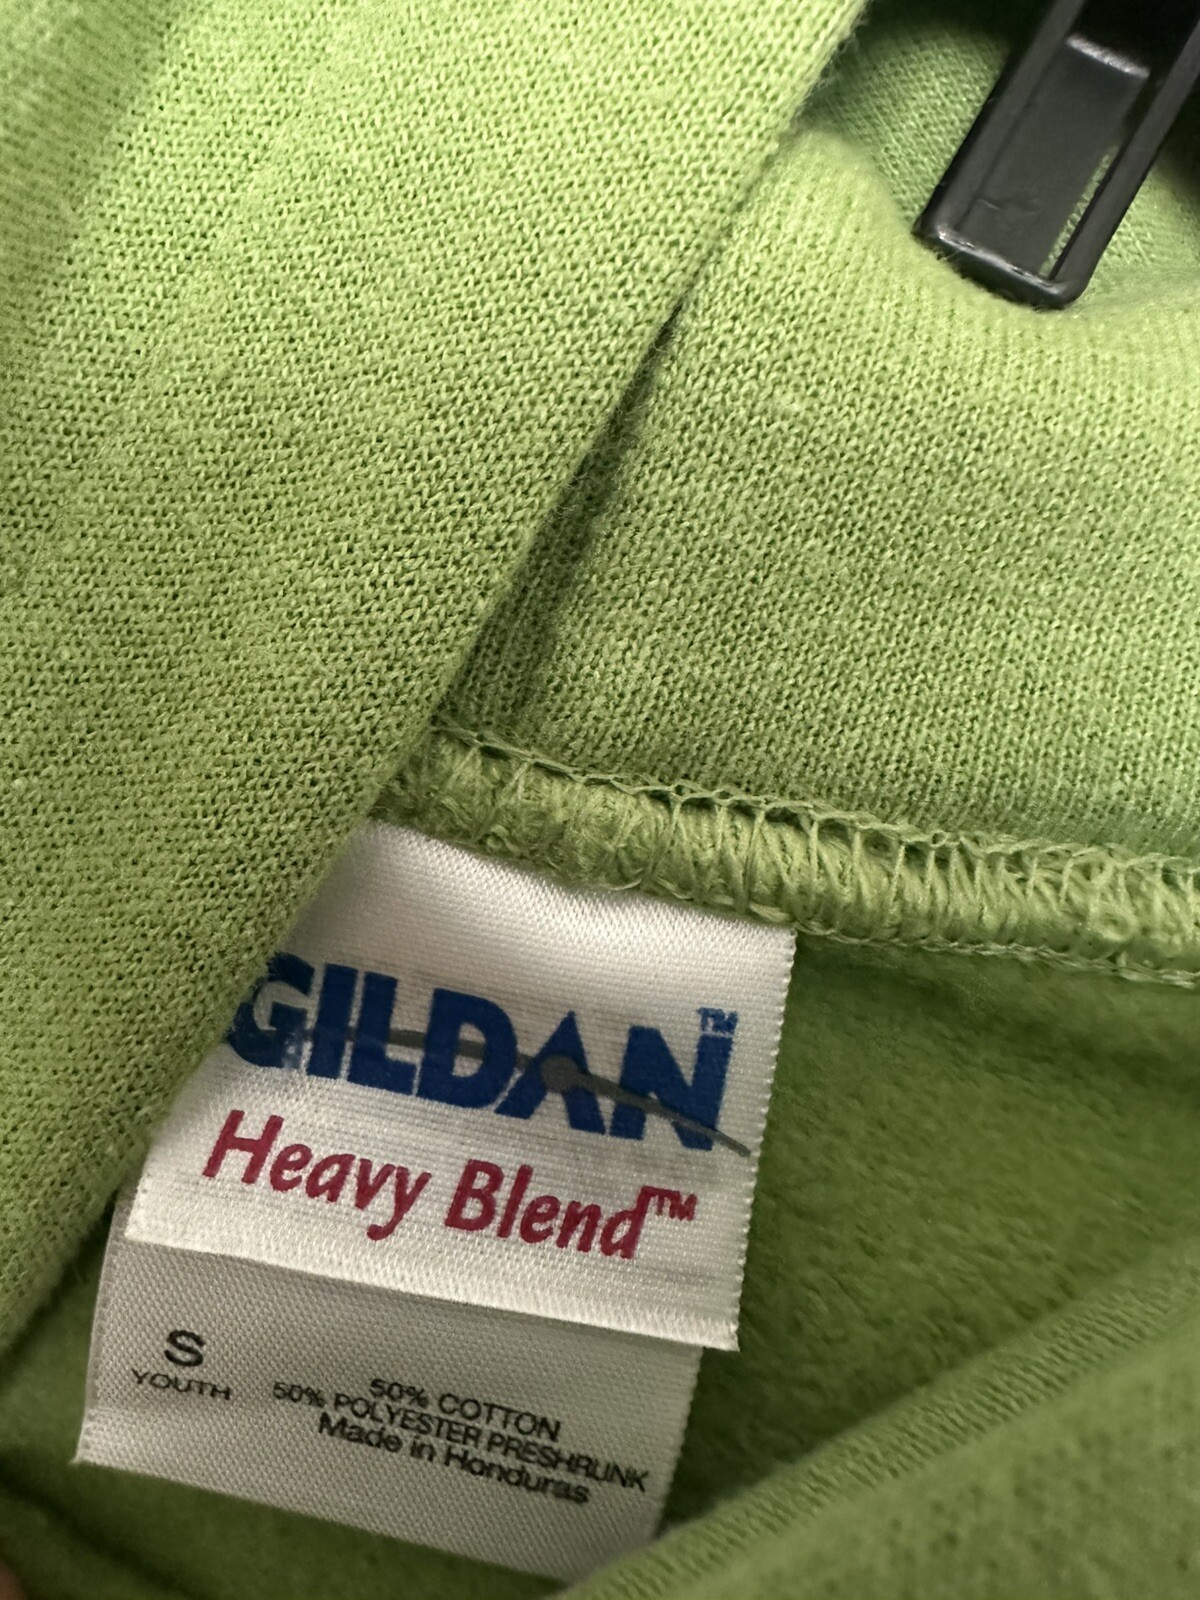 GILDAN™
Heavy Blend™
S
YOUTH
50% COTTON
50% POLYESTER PRESHRUNK
Made in Honduras